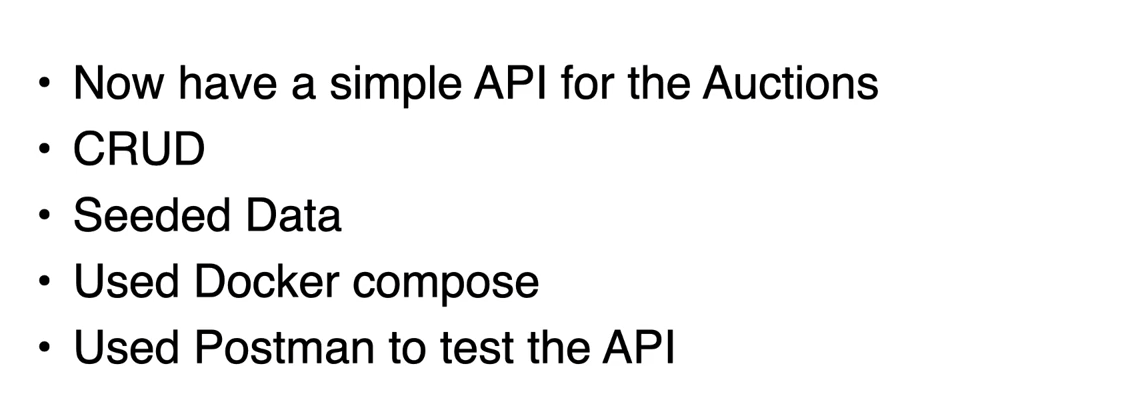 • Now have a simple API for the Auctions
• CRUD
• Seeded Data
• Used Docker compose
• Used Postman to test the API